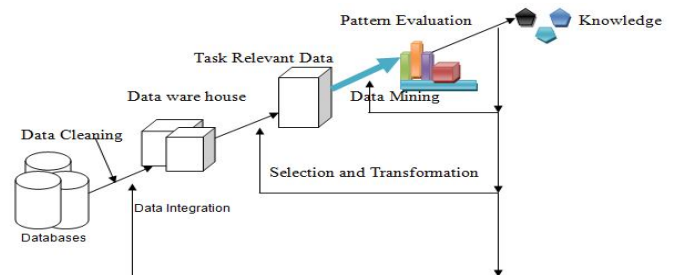 Pattern Evaluation
Knowledge
Task Relevant Data
Data ware house
Data Mining
Data Cleaning
Selection and Transformation
Data Integration
Databases